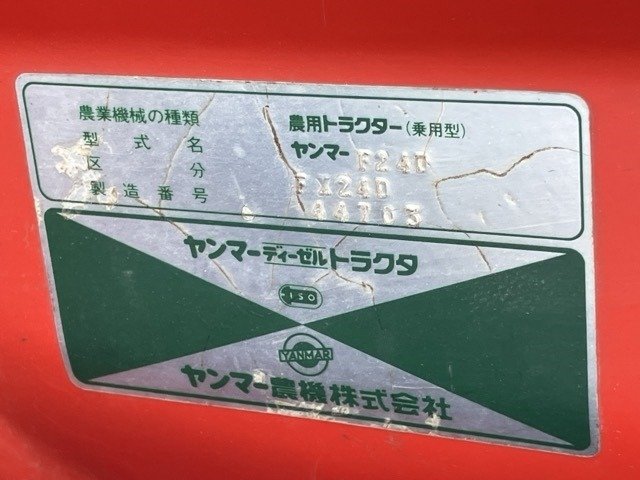 農業機械の種類 農用トラクター(乗用型)
型式名 ヤンマー F24D
区分 FX24D
製造番号
ヤンマーディーゼルトラクタ
ISO
YANMAR
ヤンマー農機株式会社